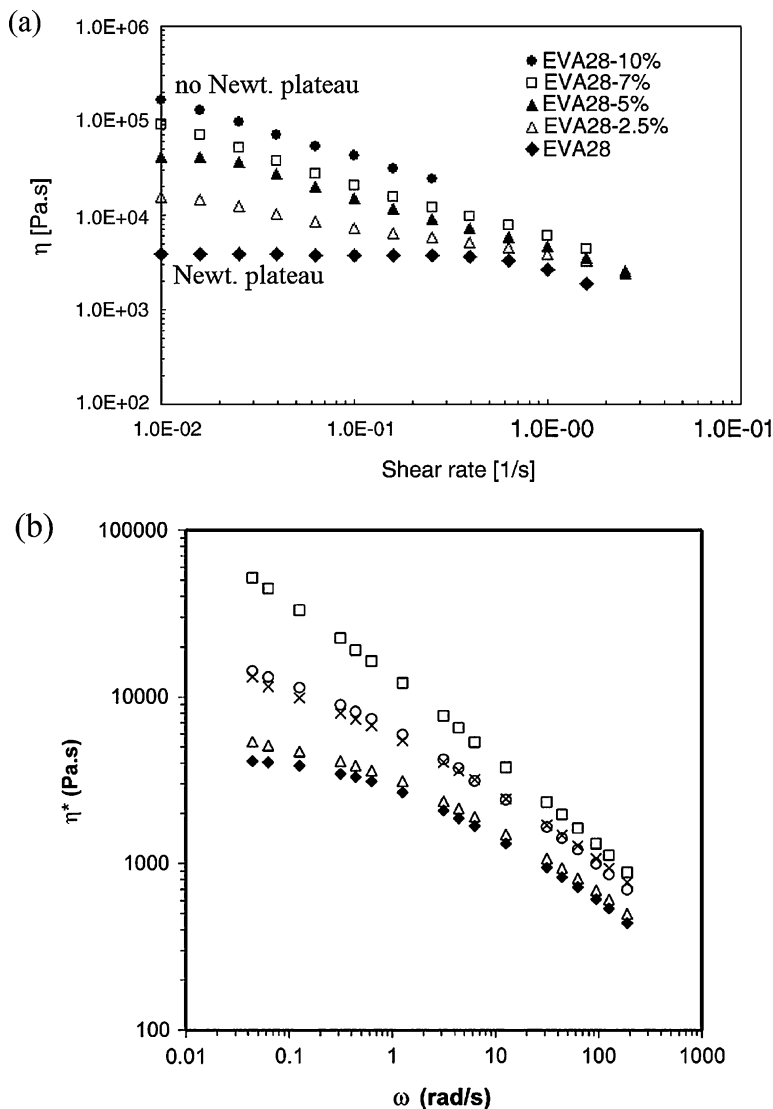 (a)
1.0E+06
1.0E+05
1.0E+04
1.0E+03
1.0E+02
η [Pa.s]
no Newt. plateau
Newt. plateau
EVA28-10%
EVA28-7%
EVA28-5%
EVA28-2.5%
EVA28
1.0E-02
1.0E-01
1.0E-00
1.0E-01
Shear rate [1/s]
(b)
100000
10000
1000
100
η* (Pa.s)
0.01
0.1
1
10
100
1000
ω (rad/s)